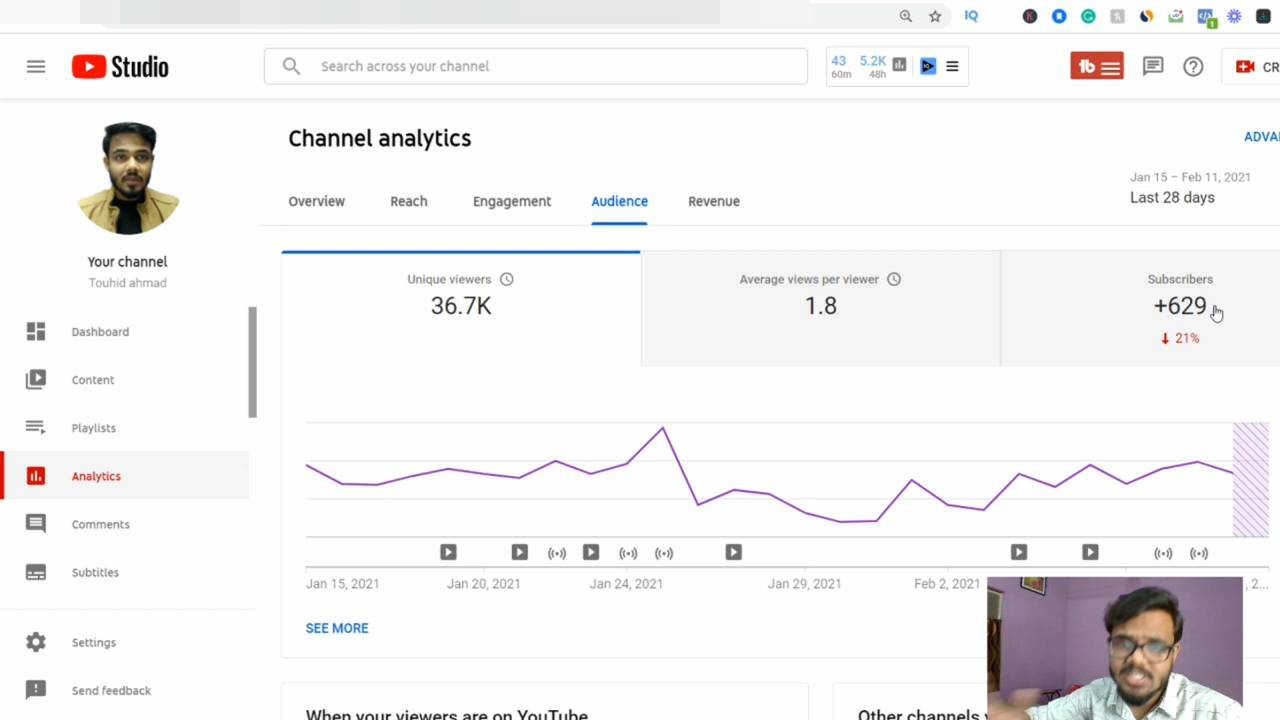 IQ
1
Studio
Search across your channel
43 5.2K
60m 48h
tb
CR
Channel analytics
ADVA
Overview Reach Engagement Audience Revenue
Jan 15 – Feb 11, 2021
Last 28 days
Your channel
Touhid ahmad
Dashboard
Content
Playlists
Analytics
Comments
Subtitles
Settings
Send feedback
Unique viewers
36.7K
Average views per viewer
1.8
Subscribers
+629
21%
Jan 15, 2021 Jan 20, 2021 Jan 24, 2021 Jan 29, 2021 Feb 2, 2021 2...
SEE MORE
When your viewers are on YouTube
Other channels